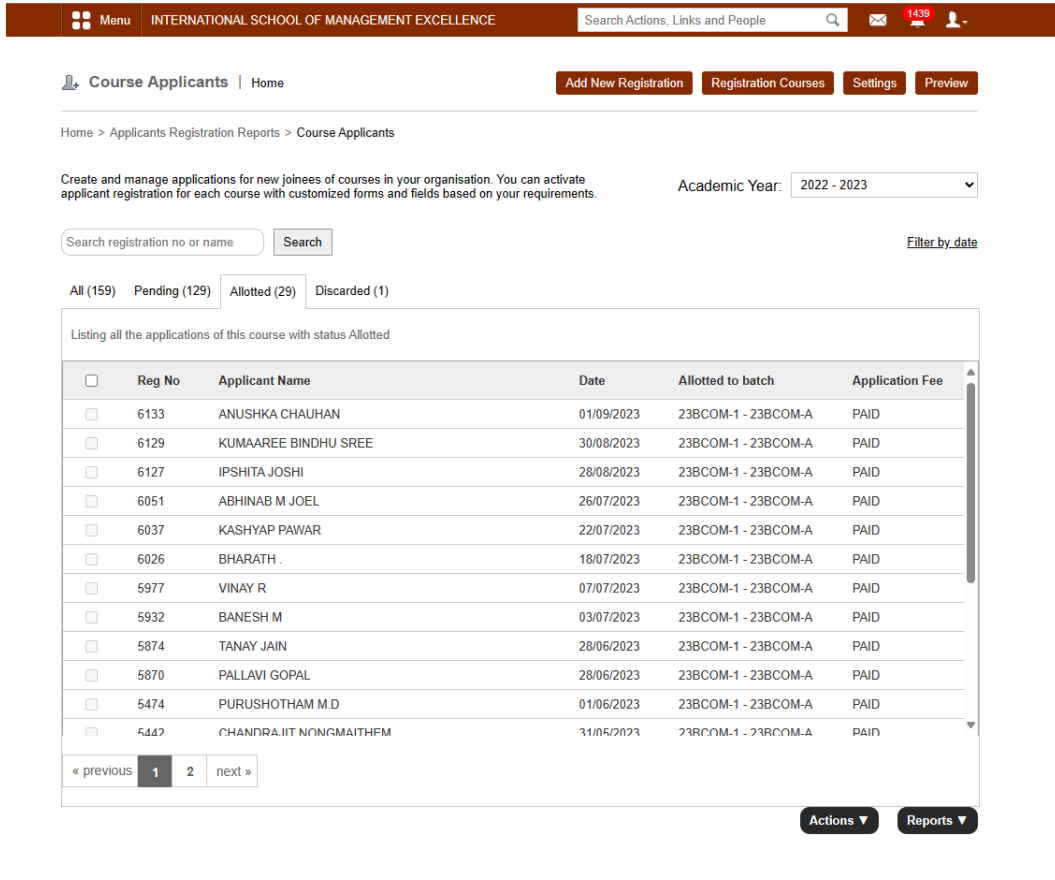 Menu INTERNATIONAL SCHOOL OF MANAGEMENT EXCELLENCE Search Actions, Links and People 1439
Course Applicants | Home Add New Registration Registration Courses Settings Preview
Home > Applicants Registration Reports > Course Applicants
Create and manage applications for new joinees of courses in your organisation. You can activate
applicant registration for each course with customized forms and fields based on your requirements.
Academic Year: 2022 - 2023
Search registration no or name Search Filter by date
All (159) Pending (129) Allotted (29) Discarded (1)
Listing all the applications of this course with status Allotted
Reg No Applicant Name Date Allotted to batch Application Fee
6133 ANUSHKA CHAUHAN 01/09/2023 23BCOM-1 - 23BCOM-A PAID
6129 KUMAAREE BINDHU SREE 30/08/2023 23BCOM-1 - 23BCOM-A PAID
6127 IPSHITA JOSHI 28/08/2023 23BCOM-1 - 23BCOM-A PAID
6051 ABHINAB M JOEL 26/07/2023 23BCOM-1 - 23BCOM-A PAID
6037 KASHYAP PAWAR 22/07/2023 23BCOM-1 - 23BCOM-A PAID
6026 BHARATH . 18/07/2023 23BCOM-1 - 23BCOM-A PAID
5977 VINAY R 07/07/2023 23BCOM-1 - 23BCOM-A PAID
5932 BANESH M 03/07/2023 23BCOM-1 - 23BCOM-A PAID
5874 TANAY JAIN 28/06/2023 23BCOM-1 - 23BCOM-A PAID
5870 PALLAVI GOPAL 28/06/2023 23BCOM-1 - 23BCOM-A PAID
5474 PURUSHOTHAM M.D 01/06/2023 23BCOM-1 - 23BCOM-A PAID
5442 CHANDRAJIT NONGMAITHEM 31/05/2023 23BCOM-1 - 23BCOM-A PAID
« previous 1 2 next »
Actions ▼ Reports ▼